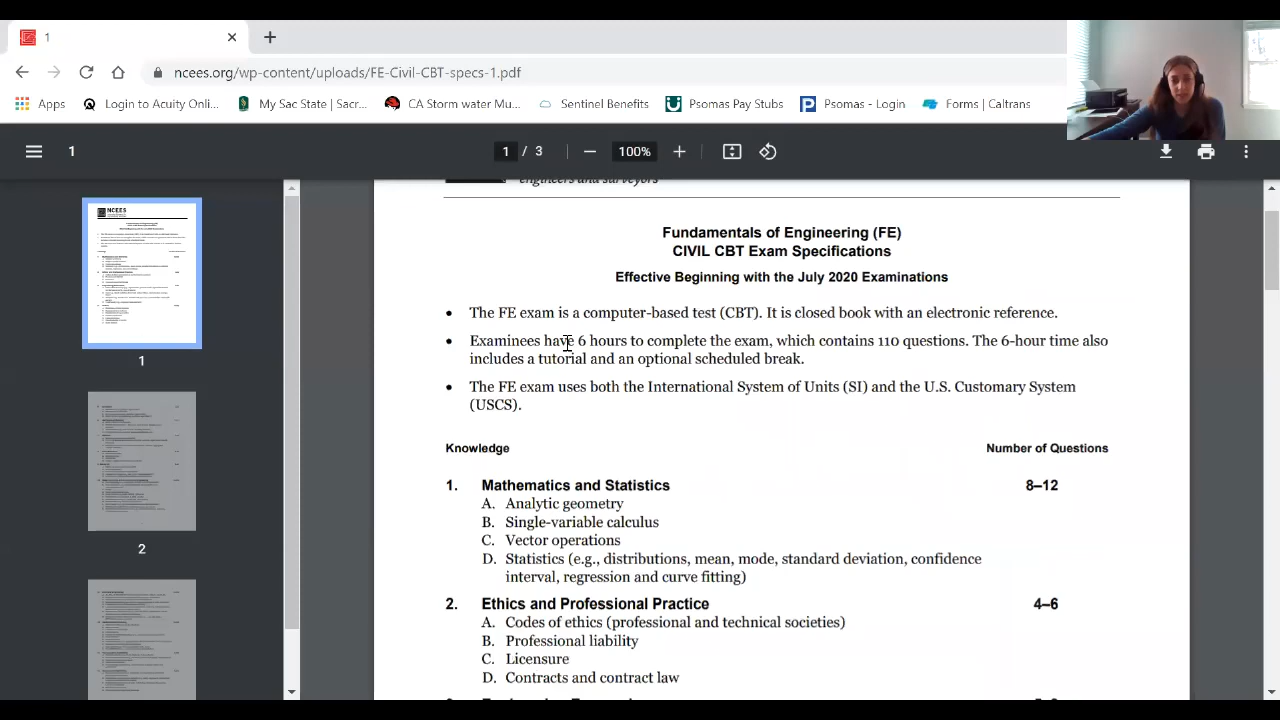 1
ncees.org/wp-content/uploads/FE-Civil-CBT-specs-1.pdf
Apps Login to Acuity Onli... My Sac State | Sacr... CA Stormwater Mu... Sentinel Benefits Psomas Pay Stubs Psomas - Login Forms | Caltrans
1 1 / 3 100%
engineers and surveyors
NCEES
1
2
Fundamentals of Engineering (FE)
CIVIL CBT Exam Specifications
Effective Beginning with the July 2020 Examinations
• The FE exam is a computer-based test (CBT). It is closed book with an electronic reference.
• Examinees have 6 hours to complete the exam, which contains 110 questions. The 6-hour time also
includes a tutorial and an optional scheduled break.
• The FE exam uses both the International System of Units (SI) and the U.S. Customary System
(USCS).
Knowledge Number of Questions
1. Mathematics and Statistics 8–12
A. Analytic geometry
B. Single-variable calculus
C. Vector operations
D. Statistics (e.g., distributions, mean, mode, standard deviation, confidence
interval, regression and curve fitting)
2. Ethics and Professional Practice 4–6
A. Codes of ethics (professional and technical societies)
B. Professional liability
C. Licensure
D. Contracts and contract law